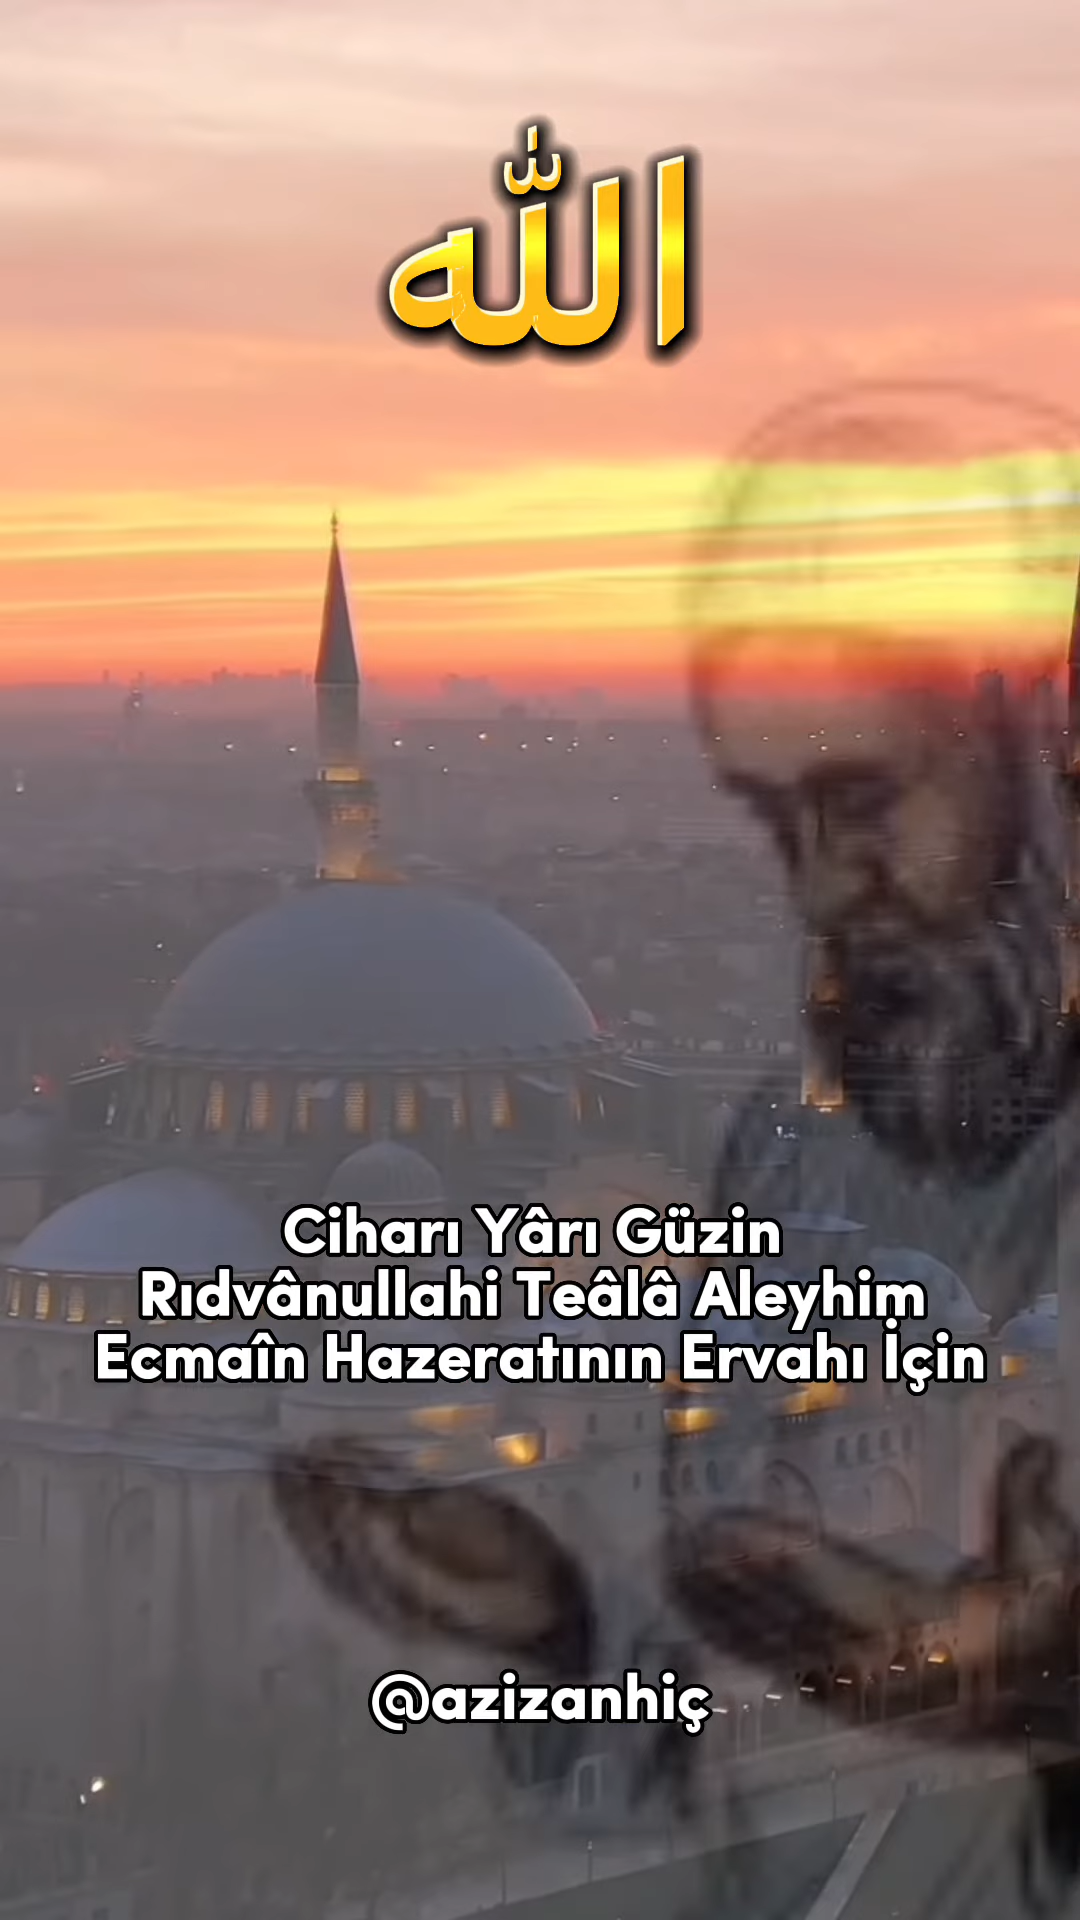 الله
Ciharı Yârı Güzin
Rıdvânullahi Teâlâ Aleyhim
Ecmaîn Hazeratının Ervahı İçin
@azizanhiç